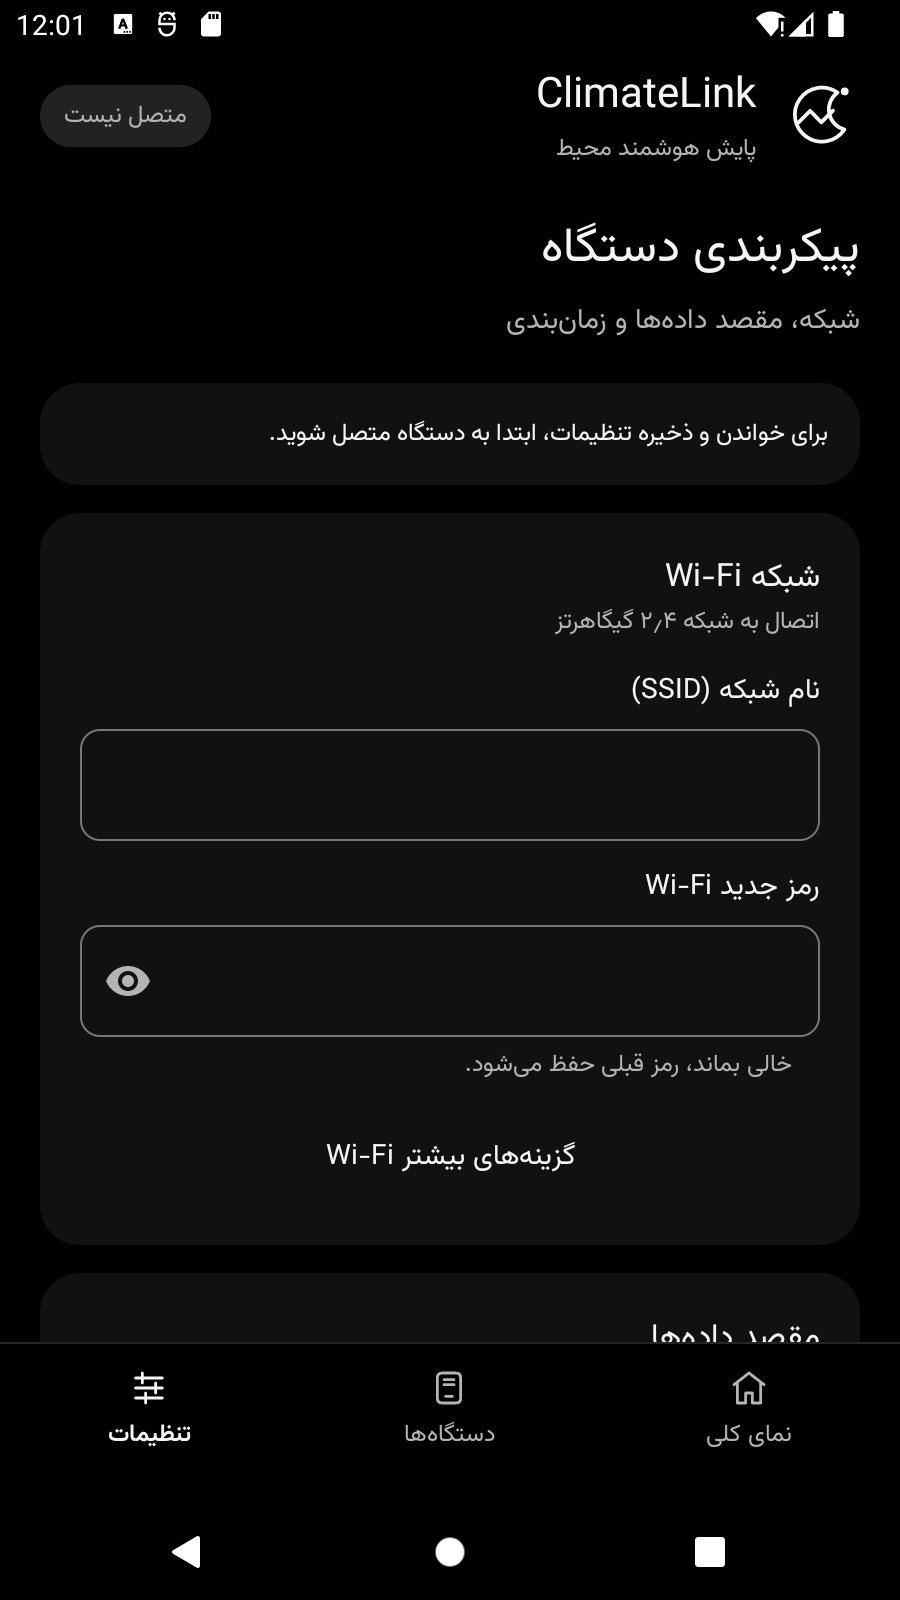 12:01
ClimateLink
پایش هوشمند محیط
متصل نیست
پیکربندی دستگاه
شبکه، مقصد داده‌ها و زمان‌بندی
برای خواندن و ذخیره تنظیمات، ابتدا به دستگاه متصل شوید.
شبکه Wi-Fi
اتصال به شبکه ۲٫۴ گیگاهرتز
نام شبکه (SSID)
رمز جدید Wi-Fi
خالی بماند، رمز قبلی حفظ می‌شود.
گزینه‌های بیشتر Wi-Fi
مقصد داده‌ها
نمای کلی
دستگاه‌ها
تنظیمات